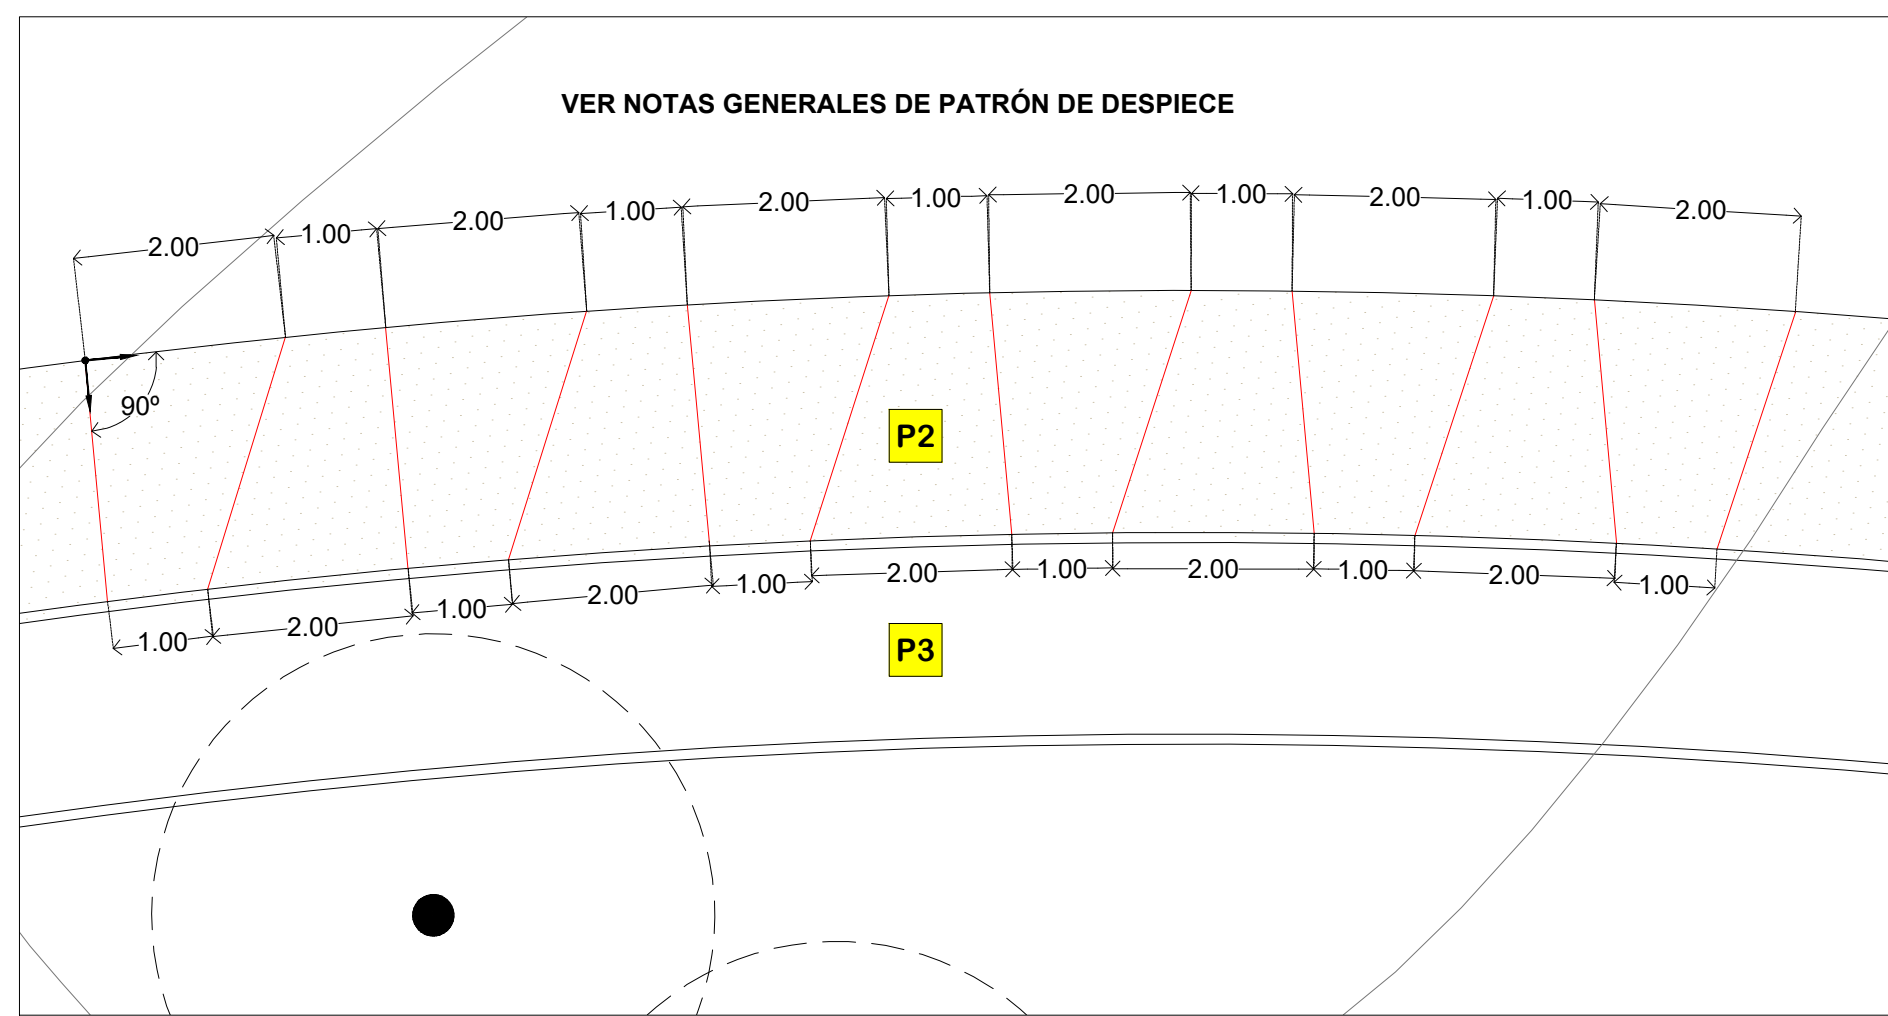 VER NOTAS GENERALES DE PATRÓN DE DESPIECE
2.00 1.00 2.00 1.00 2.00 1.00 2.00 1.00 2.00 1.00 2.00
90º
P2
1.00 2.00 1.00 2.00 1.00 2.00 1.00 2.00 1.00 2.00 1.00
P3